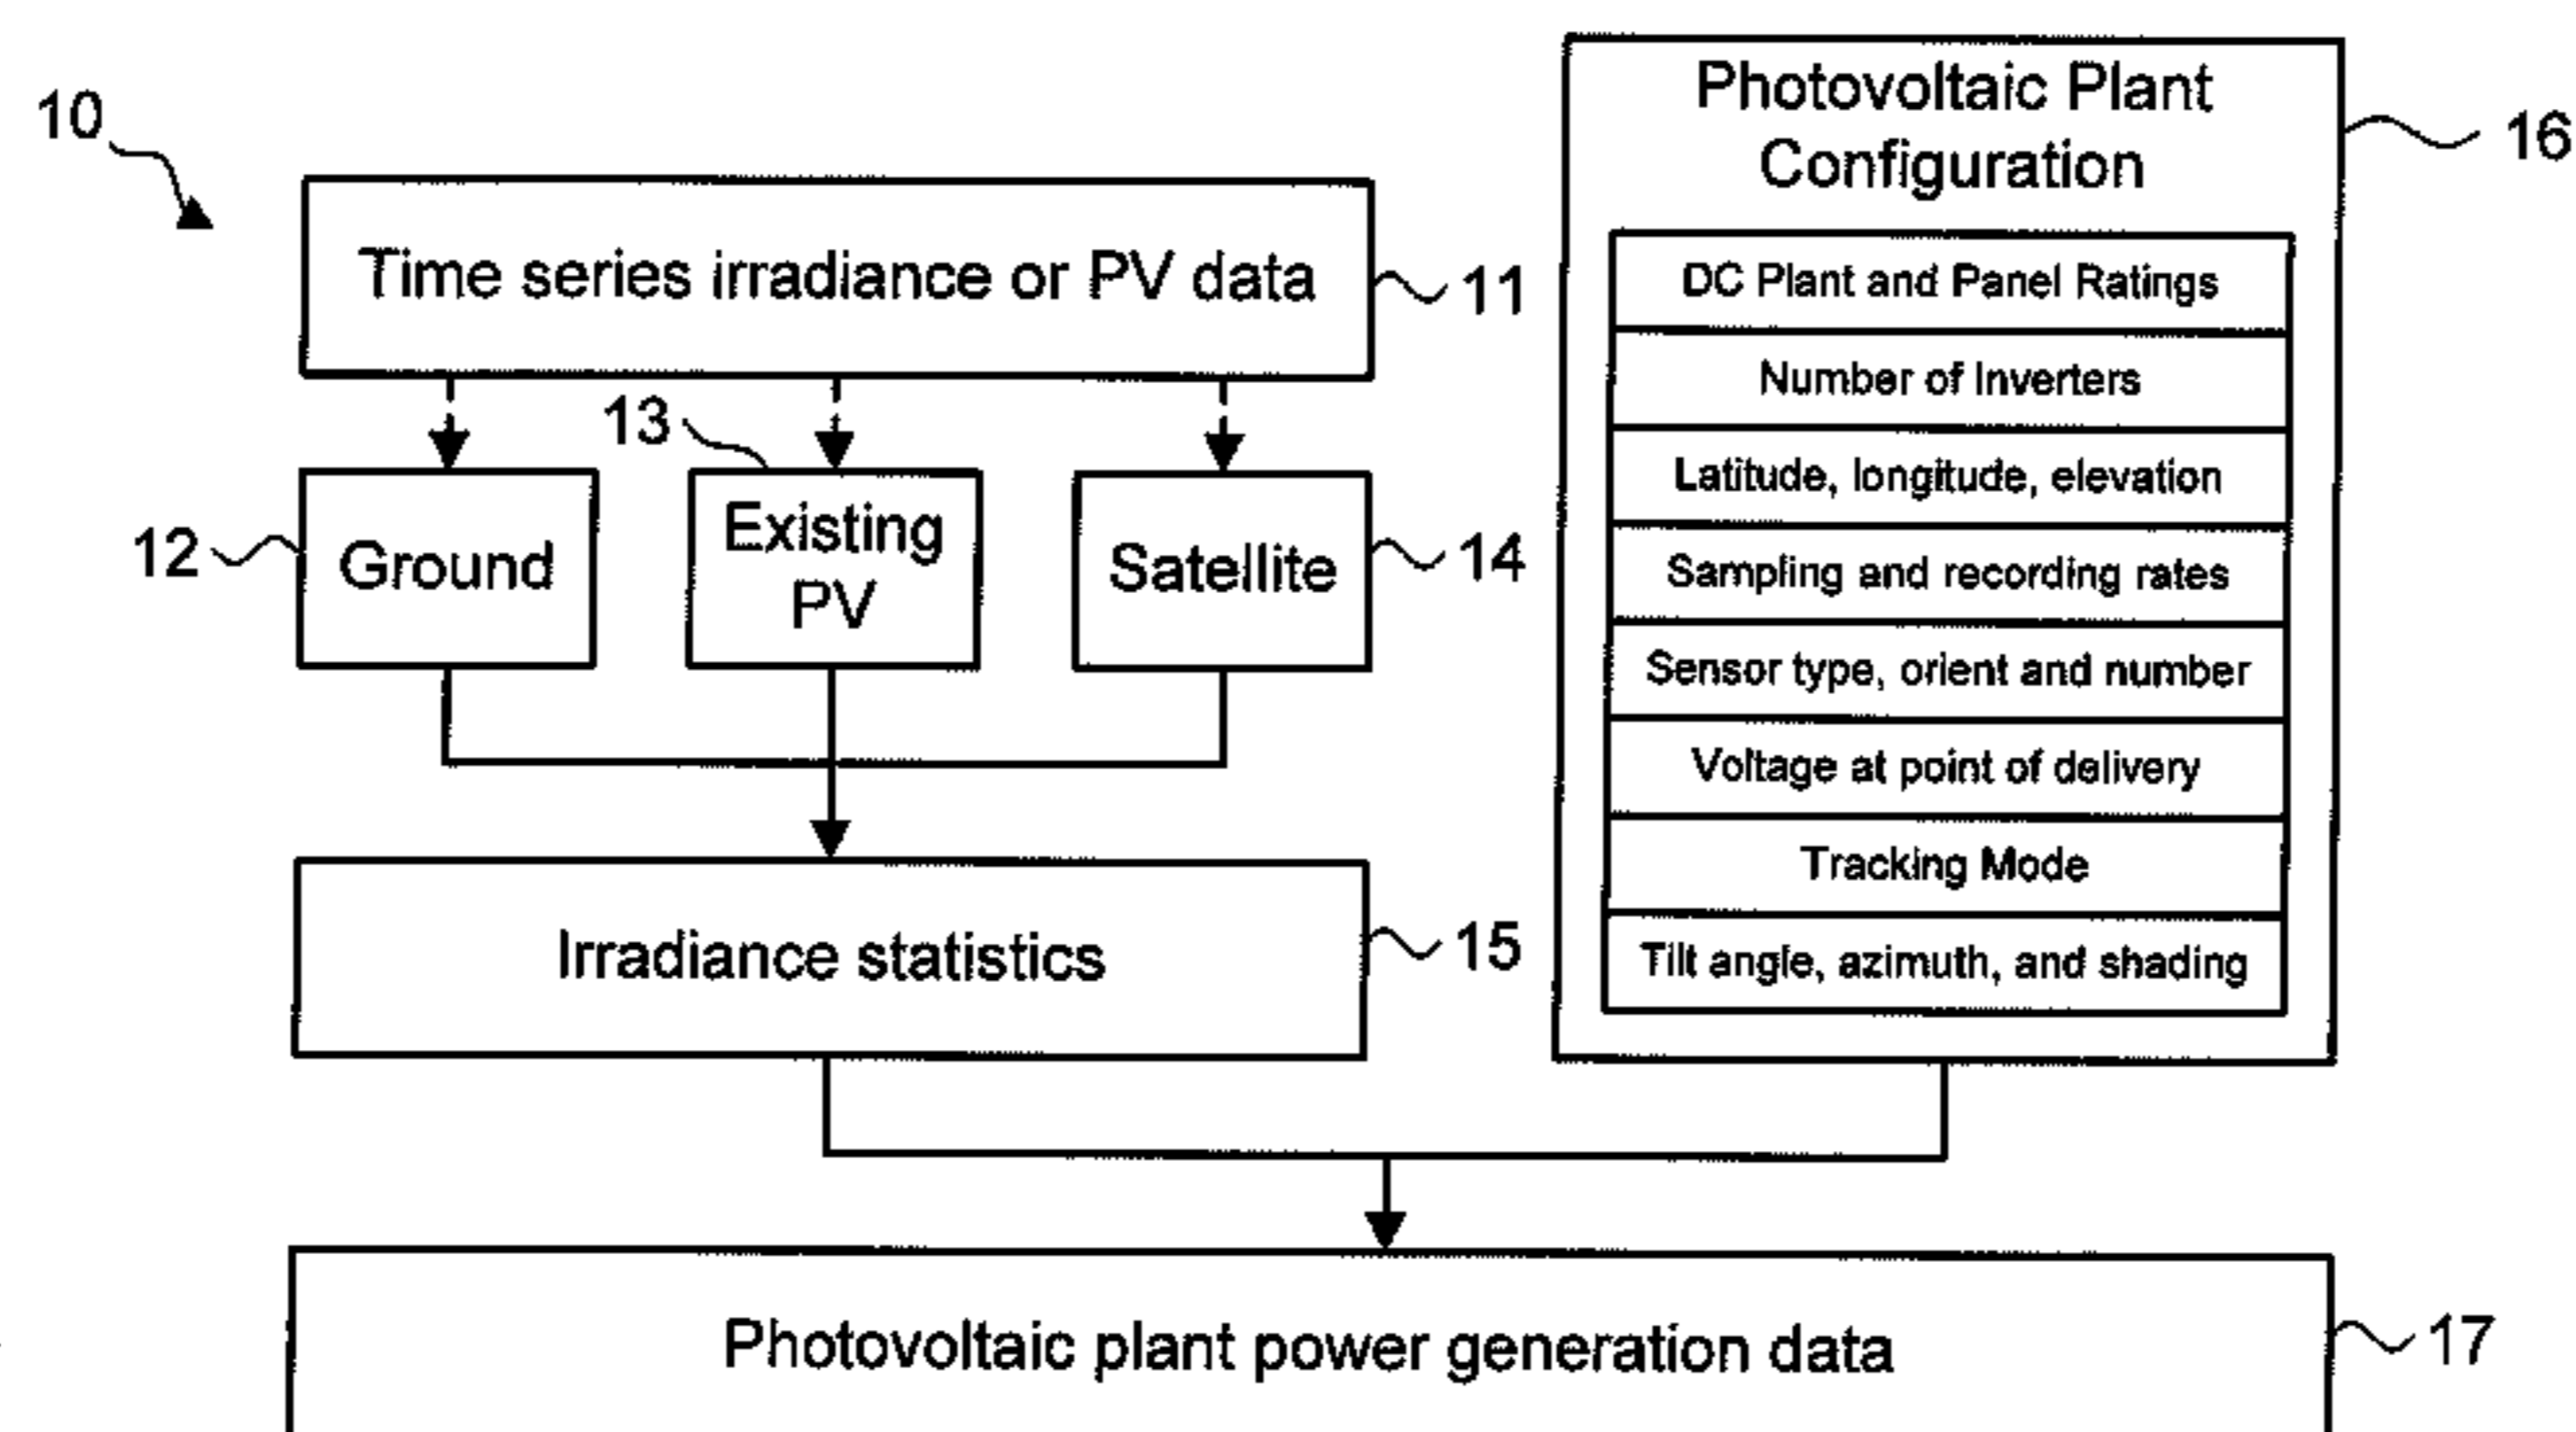 10
Time series irradiance or PV data
11
12
Ground
13
Existing
PV
Satellite
14
Irradiance statistics
15
Photovoltaic Plant
Configuration
16
DC Plant and Panel Ratings
Number of Inverters
Latitude, longitude, elevation
Sampling and recording rates
Sensor type, orient and number
Voltage at point of delivery
Tracking Mode
Tilt angle, azimuth, and shading
Photovoltaic plant power generation data
17